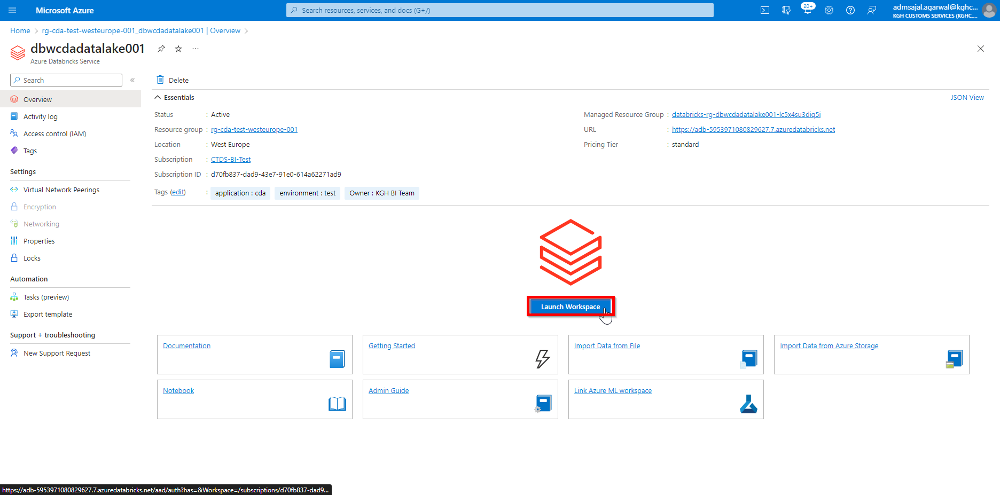 Microsoft Azure
Search resources, services, and docs (G+/)
20+
admsajal.agarwal@kghc...
KGH CUSTOMS SERVICES (KGHC....
Home > rg-cda-test-westeurope-001_dbwcdadatalake001 | Overview >
dbwcdadatalake001
...
Azure Databricks Service
Search
«
Delete
Overview
Activity log
Access control (IAM)
Tags
Settings
Virtual Network Peerings
Encryption
Networking
Properties
Locks
Automation
Tasks (preview)
Export template
Support + troubleshooting
New Support Request
Essentials
JSON View
Status : Active
Resource group : rg-cda-test-westeurope-001
Location : West Europe
Subscription : CTDS-BI-Test
Subscription ID : d70fb837-dad9-43e7-91e0-614a62271ad9
Tags (edit) : application : cda environment : test Owner : KGH BI Team
Managed Resource Group : databricks-rg-dbwcdadatalake001-lc5x4su3diq5i
URL : https://adb-5953971080829627.7.azuredatabricks.net
Pricing Tier : standard
Launch Workspace
Documentation
Getting Started
Import Data from File
Import Data from Azure Storage
Notebook
Admin Guide
Link Azure ML workspace
https://adb-5953971080829627.7.azuredatabricks.net/aad/auth?has=&Workspace=/subscriptions/d70fb837-dad9...